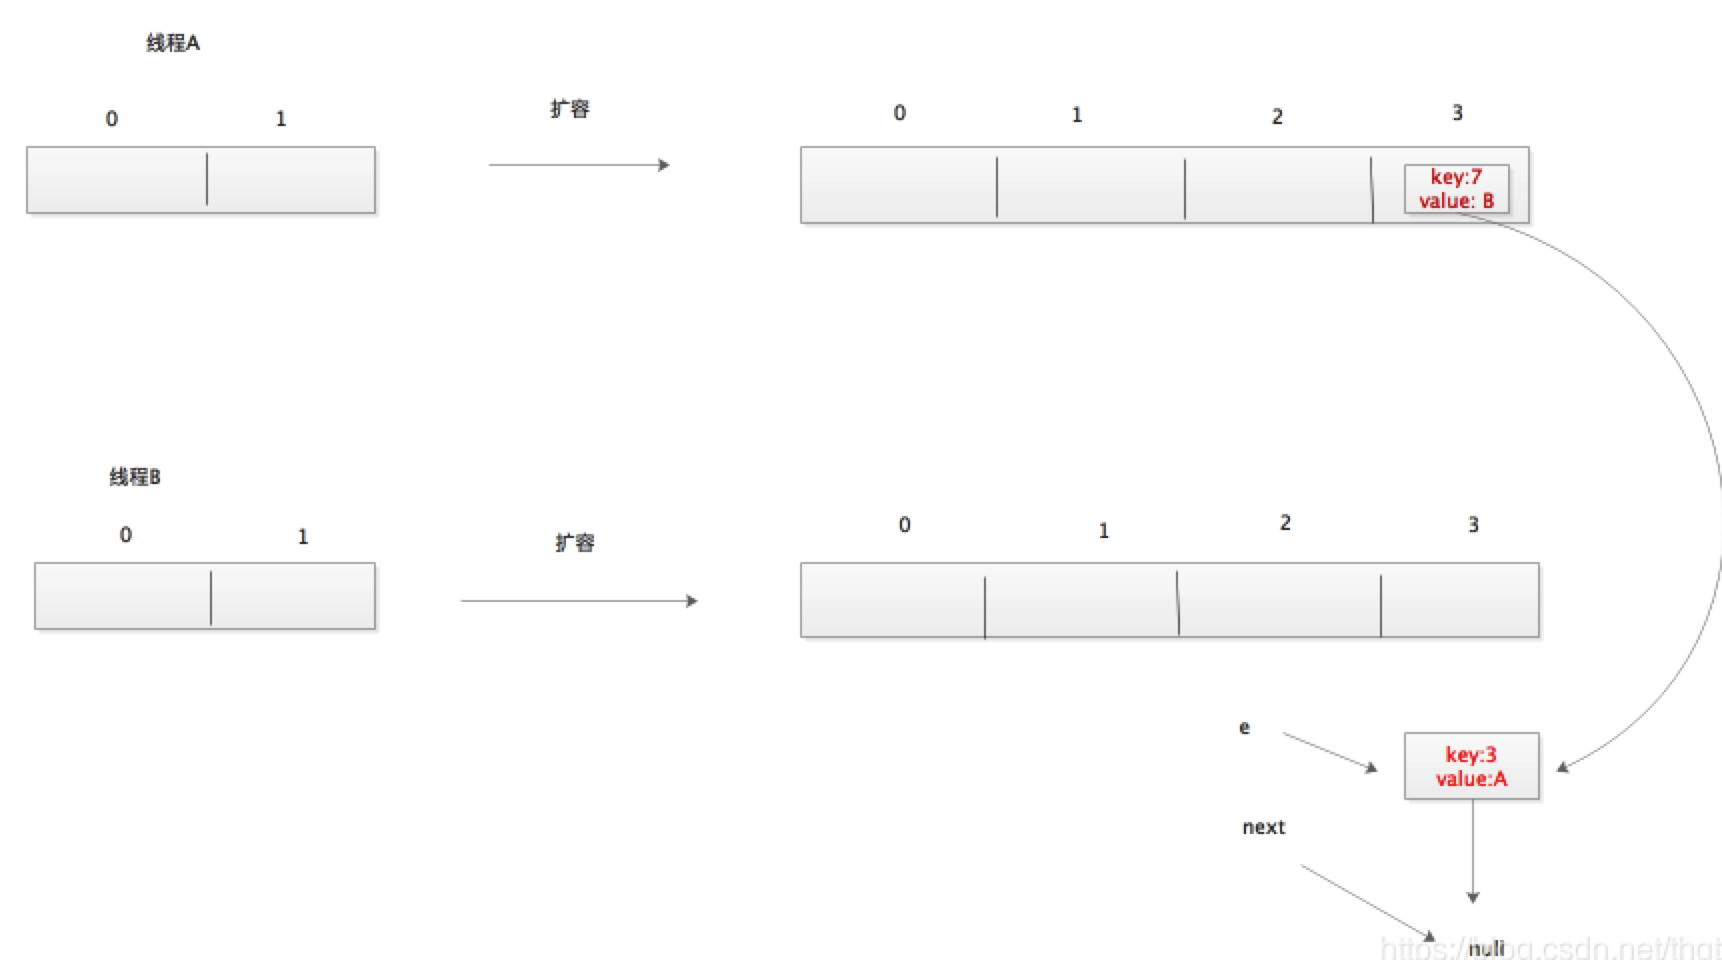 线程A
0 1
扩容
0 1 2 3
key:7
value: B
线程B
0 1
扩容
0 1 2 3
e
key:3
value:A
next
null
https://blog.csdn.net/thqt